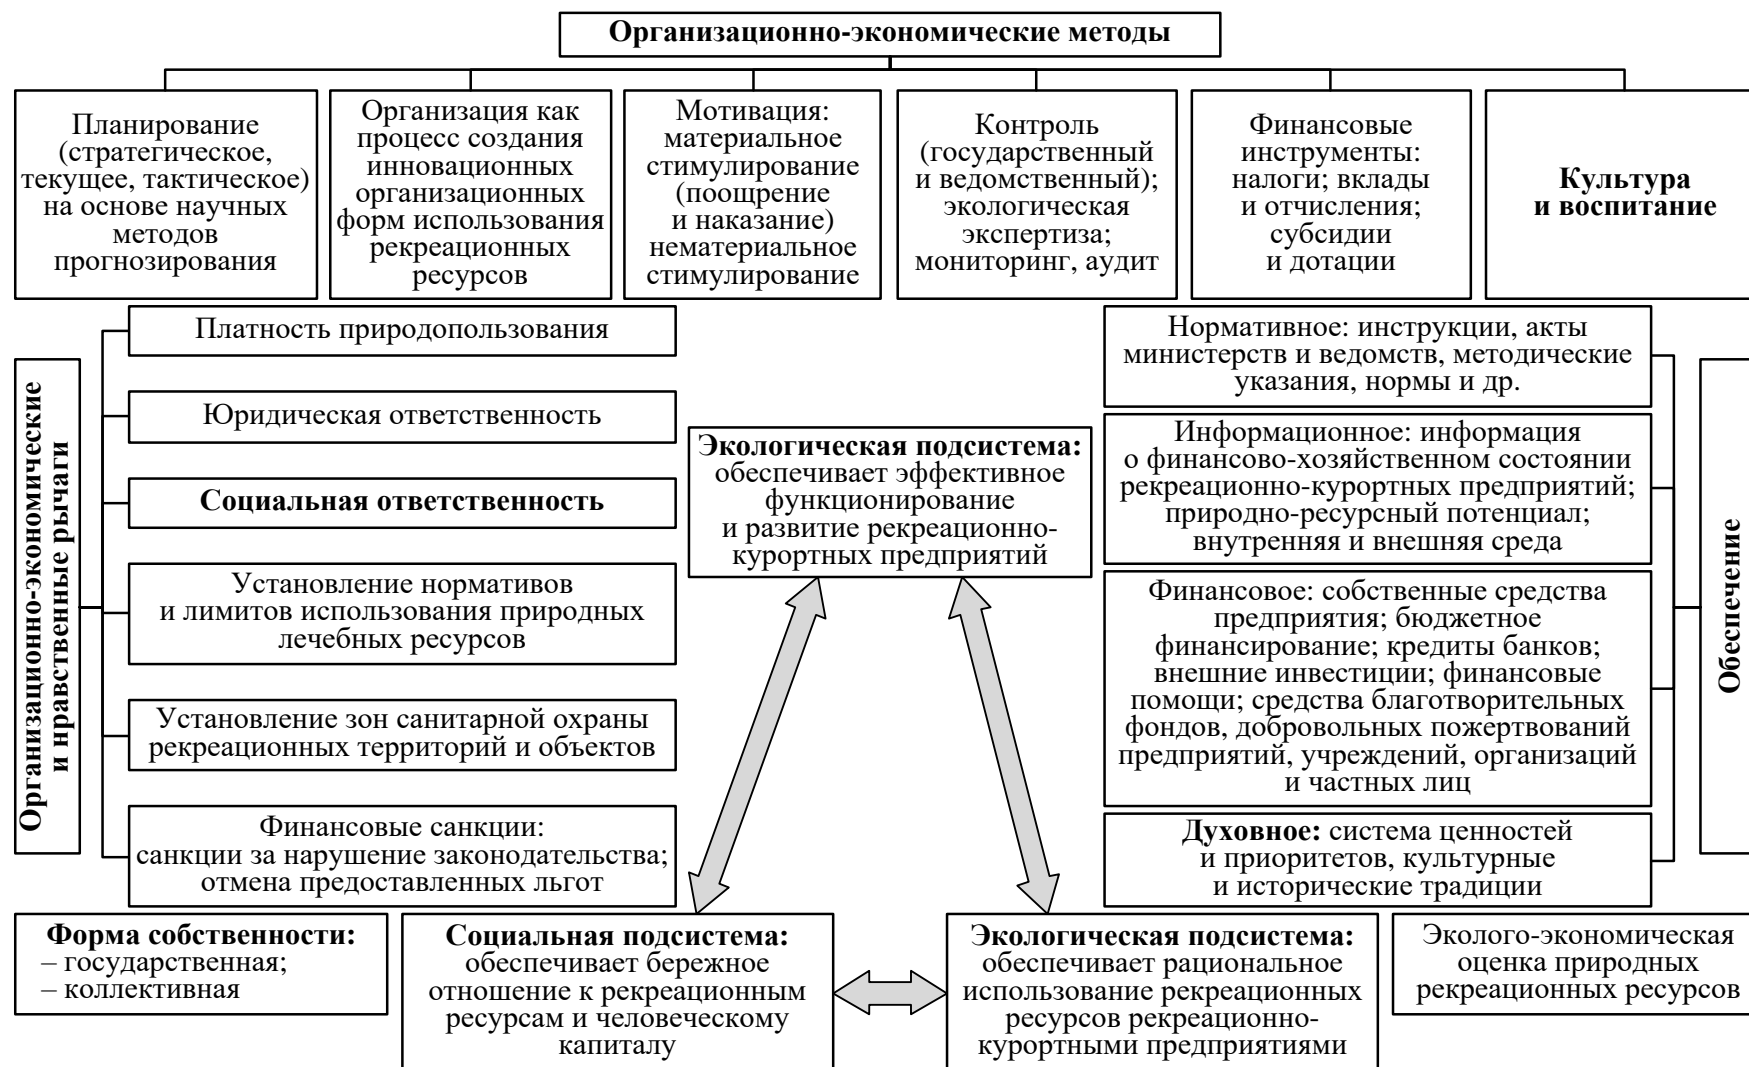 Организационно-экономические методы
Планирование
(стратегическое,
текущее, тактическое)
на основе научных
методов
прогнозирования
Организация как
процесс создания
инновационных
организационных
форм использования
рекреационных
ресурсов
Мотивация:
материальное
стимулирование
(поощрение
и наказание)
нематериальное
стимулирование
Контроль
(государственный
и ведомственный);
экологическая
экспертиза;
мониторинг, аудит
Финансовые
инструменты:
налоги; вклады
и отчисления;
субсидии
и дотации
Культура
и воспитание
Организационно-экономические
и нравственные рычаги
Платность природопользования
Юридическая ответственность
Социальная ответственность
Установление нормативов
и лимитов использования природных
лечебных ресурсов
Установление зон санитарной охраны
рекреационных территорий и объектов
Финансовые санкции:
санкции за нарушение законодательства;
отмена предоставленных льгот
Экологическая подсистема:
обеспечивает эффективное
функционирование
и развитие рекреационно-
курортных предприятий
Нормативное: инструкции, акты
министерств и ведомств, методические
указания, нормы и др.
Информационное: информация
о финансово-хозяйственном состоянии
рекреационно-курортных предприятий;
природно-ресурсный потенциал;
внутренняя и внешняя среда
Финансовое: собственные средства
предприятия; бюджетное
финансирование; кредиты банков;
внешние инвестиции; финансовые
помощи; средства благотворительных
фондов, добровольных пожертвований
предприятий, учреждений, организаций
и частных лиц
Духовное: система ценностей
и приоритетов, культурные
и исторические традиции
Обеспечение
Форма собственности:
– государственная;
– коллективная
Социальная подсистема:
обеспечивает бережное
отношение к рекреационным
ресурсам и человеческому
капиталу
Экологическая подсистема:
обеспечивает рациональное
использование рекреационных
ресурсов рекреационно-
курортными предприятиями
Эколого-экономическая
оценка природных
рекреационных ресурсов